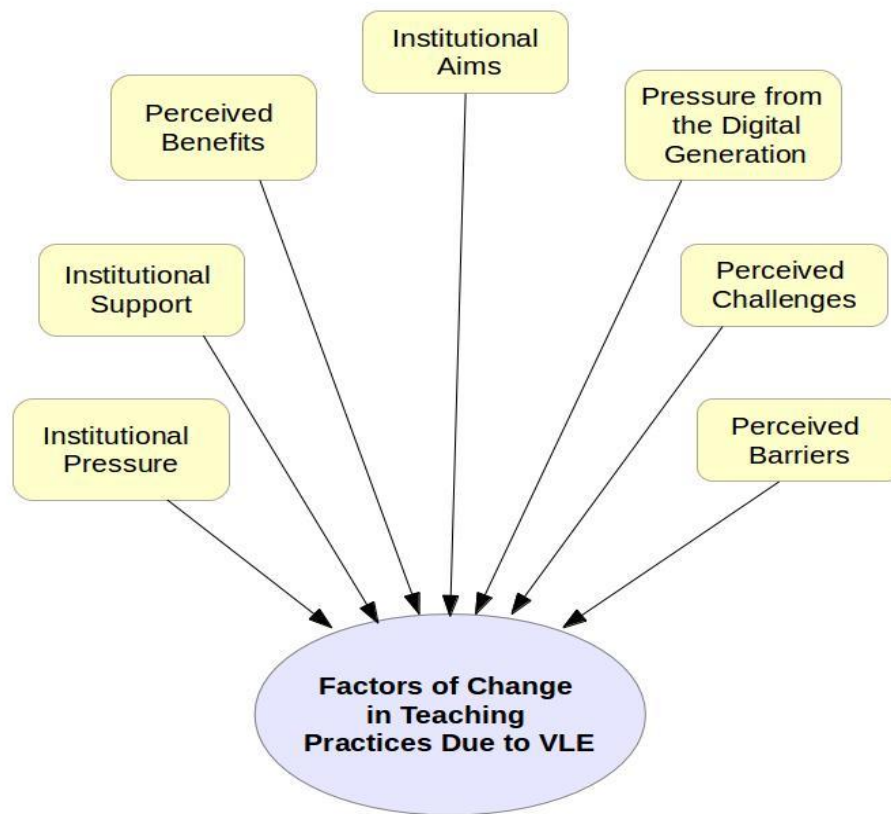 Institutional
Aims
Perceived
Benefits
Pressure from
the Digital
Generation
Institutional
Support
Perceived
Challenges
Institutional
Pressure
Perceived
Barriers
Factors of Change
in Teaching
Practices Due to VLE